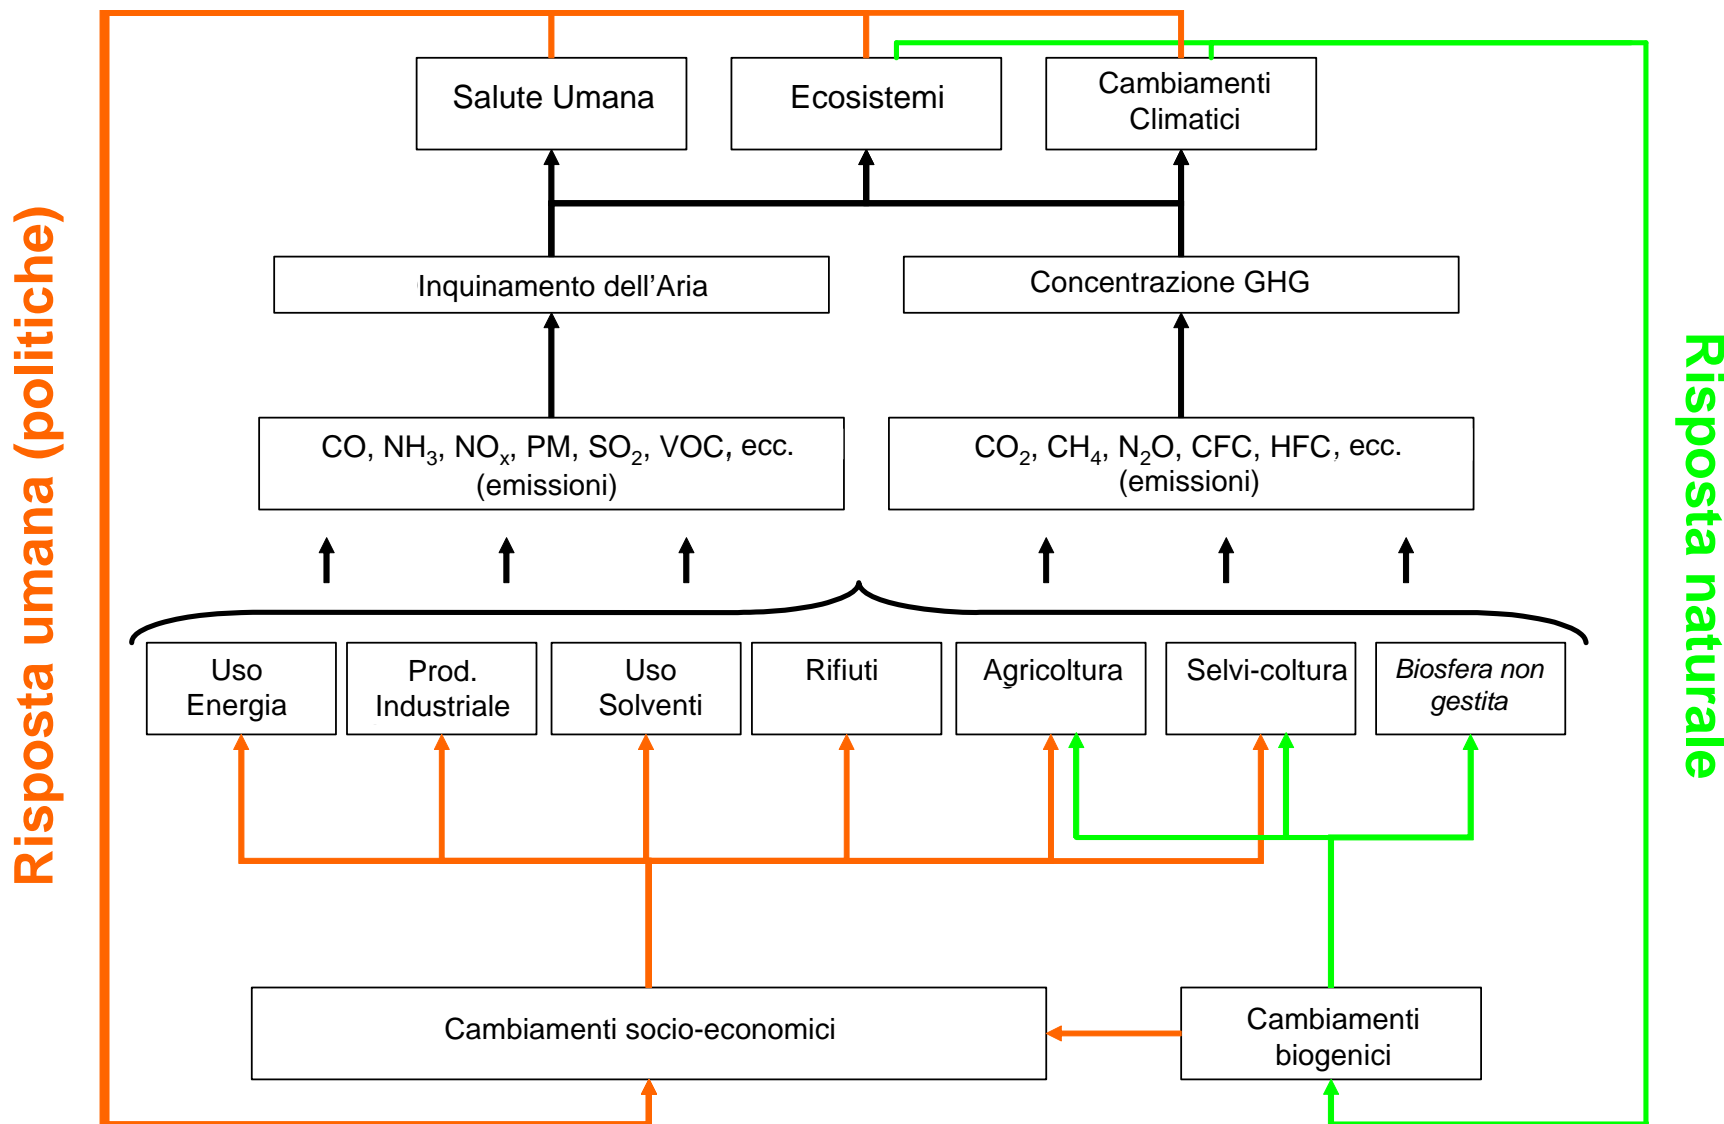 Risposta umana (politiche)
Salute Umana
Ecosistemi
Cambiamenti
Climatici
Inquinamento dell’Aria
Concentrazione GHG
CO, NH₃, NOₓ, PM, SO₂, VOC, ecc.
(emissioni)
CO₂, CH₄, N₂O, CFC, HFC, ecc.
(emissioni)
Uso
Energia
Prod.
Industriale
Uso
Solventi
Rifiuti
Agricoltura
Selvi-coltura
Biosfera non
gestita
Cambiamenti socio-economici
Cambiamenti
biogenici
Risposta naturale